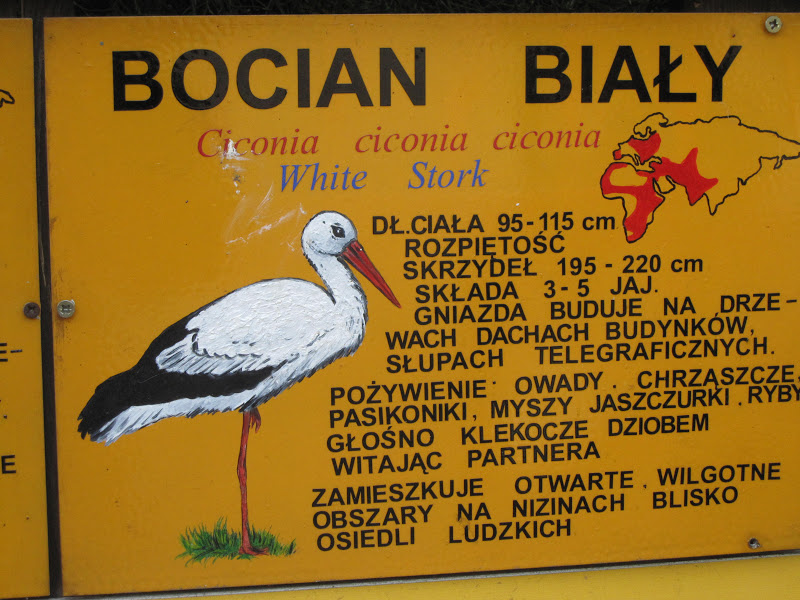 BOCIAN BIAŁY
Ciconia ciconia ciconia
White Stork
DŁ.CIAŁA 95-115 cm
ROZPIĘTOŚĆ
SKRZYDEŁ 195 - 220 cm
SKŁADA 3-5 JAJ.
GNIAZDA BUDUJE NA DRZE-
WACH DACHACH BUDYNKÓW,
SŁUPACH TELEGRAFICZNYCH.
POŻYWIENIE OWADY. CHRZĄSZCZE,
PASIKONIKI, MYSZY JASZCZURKI. RYBY
GŁOŚNO KLEKOCZE DZIOBEM
WITAJĄC PARTNERA
ZAMIESZKUJE OTWARTE, WILGOTNE
OBSZARY NA NIZINACH BLISKO
OSIEDLI LUDZKICH